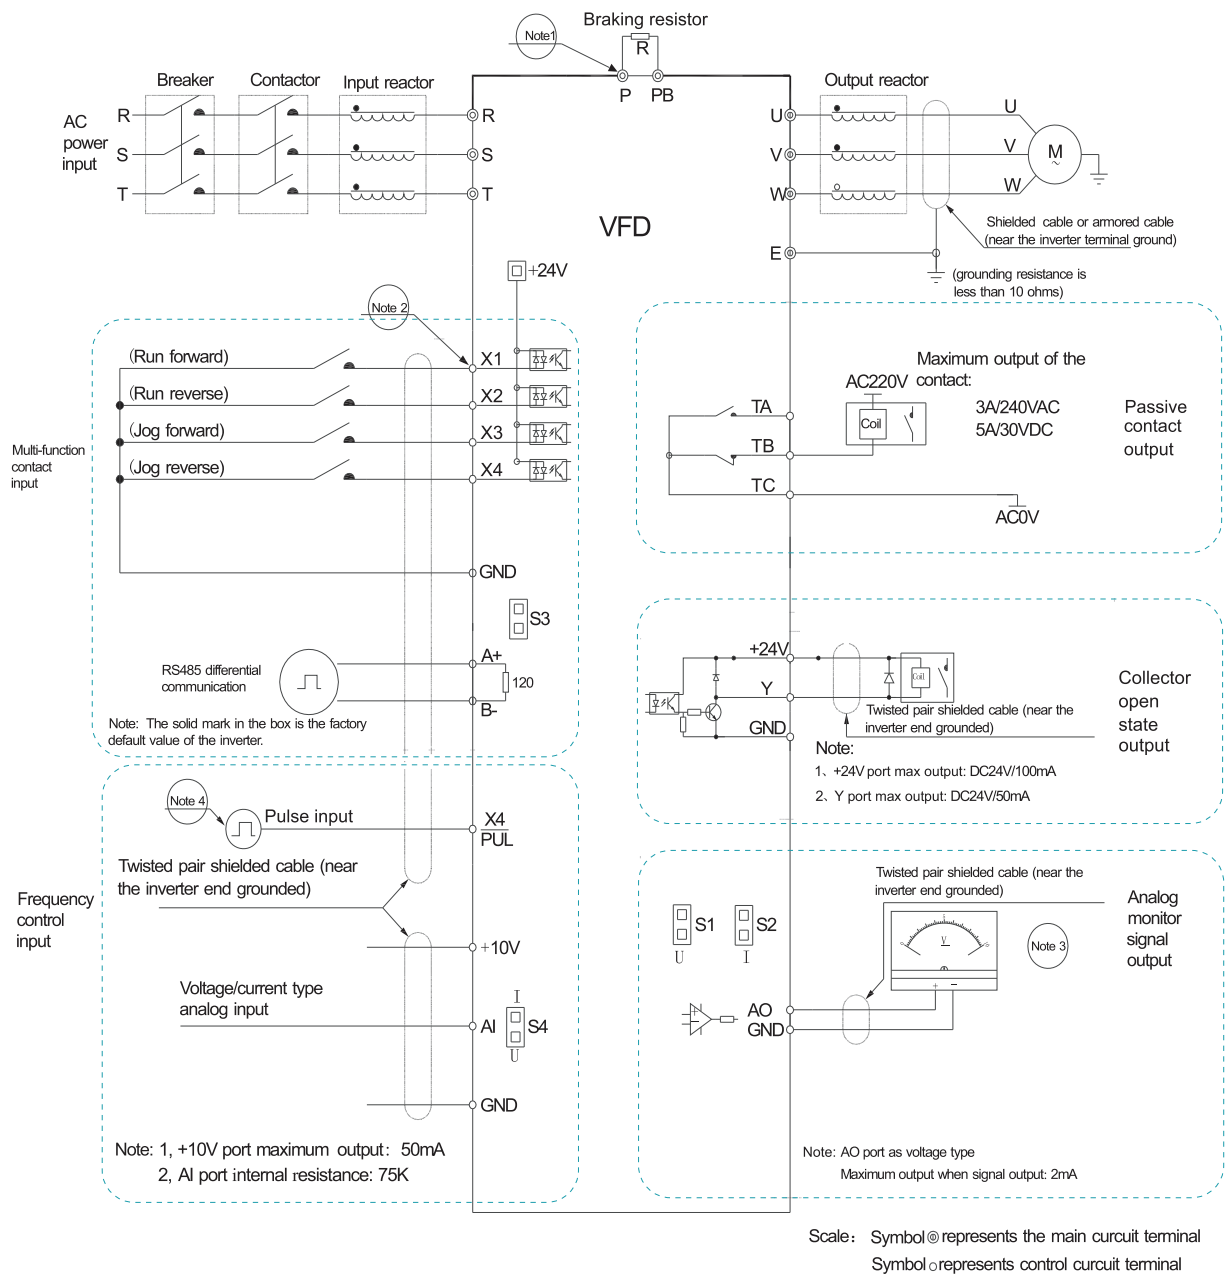 Braking resistor
Note1
R
P PB
Breaker Contactor Input reactor
Output reactor
AC
power
input
R
S
T
R
S
T
U
V
W
U
V
W
M
~
VFD
E
Shielded cable or armored cable
(near the inverter terminal ground)
(grounding resistance is
less than 10 ohms)
+24V
Note 2
(Run forward)
X1
(Run reverse)
X2
(Jog forward)
X3
(Jog reverse)
X4
Multi-function
contact
input
GND
S3
RS485 differential
communication
A+
120
B-
Note: The solid mark in the box is the factory
default value of the inverter.
Maximum output of the
contact:
AC220V
3A/240VAC
5A/30VDC
Coil
TA
TB
TC
AC0V
Passive
contact
output
+24V
Y
GND
Coil
Twisted pair shielded cable (near the
inverter end grounded)
Note:
1、+24V port max output: DC24V/100mA
2、Y port max output: DC24V/50mA
Collector
open
state
output
Note 4
Pulse input
X4
PUL
Twisted pair shielded cable (near
the inverter end grounded)
Frequency
control
input
+10V
Voltage/current type
analog input
AI
I
S4
U
GND
Note: 1, +10V port maximum output: 50mA
2, AI port internal resistance: 75K
Twisted pair shielded cable (near the
inverter end grounded)
S1
U
S2
I
V
+ −
Note 3
AO
GND
Analog
monitor
signal
output
Note: AO port as voltage type
Maximum output when signal output: 2mA
Scale: Symbol represents the main curcuit terminal
Symbol represents control curcuit terminal